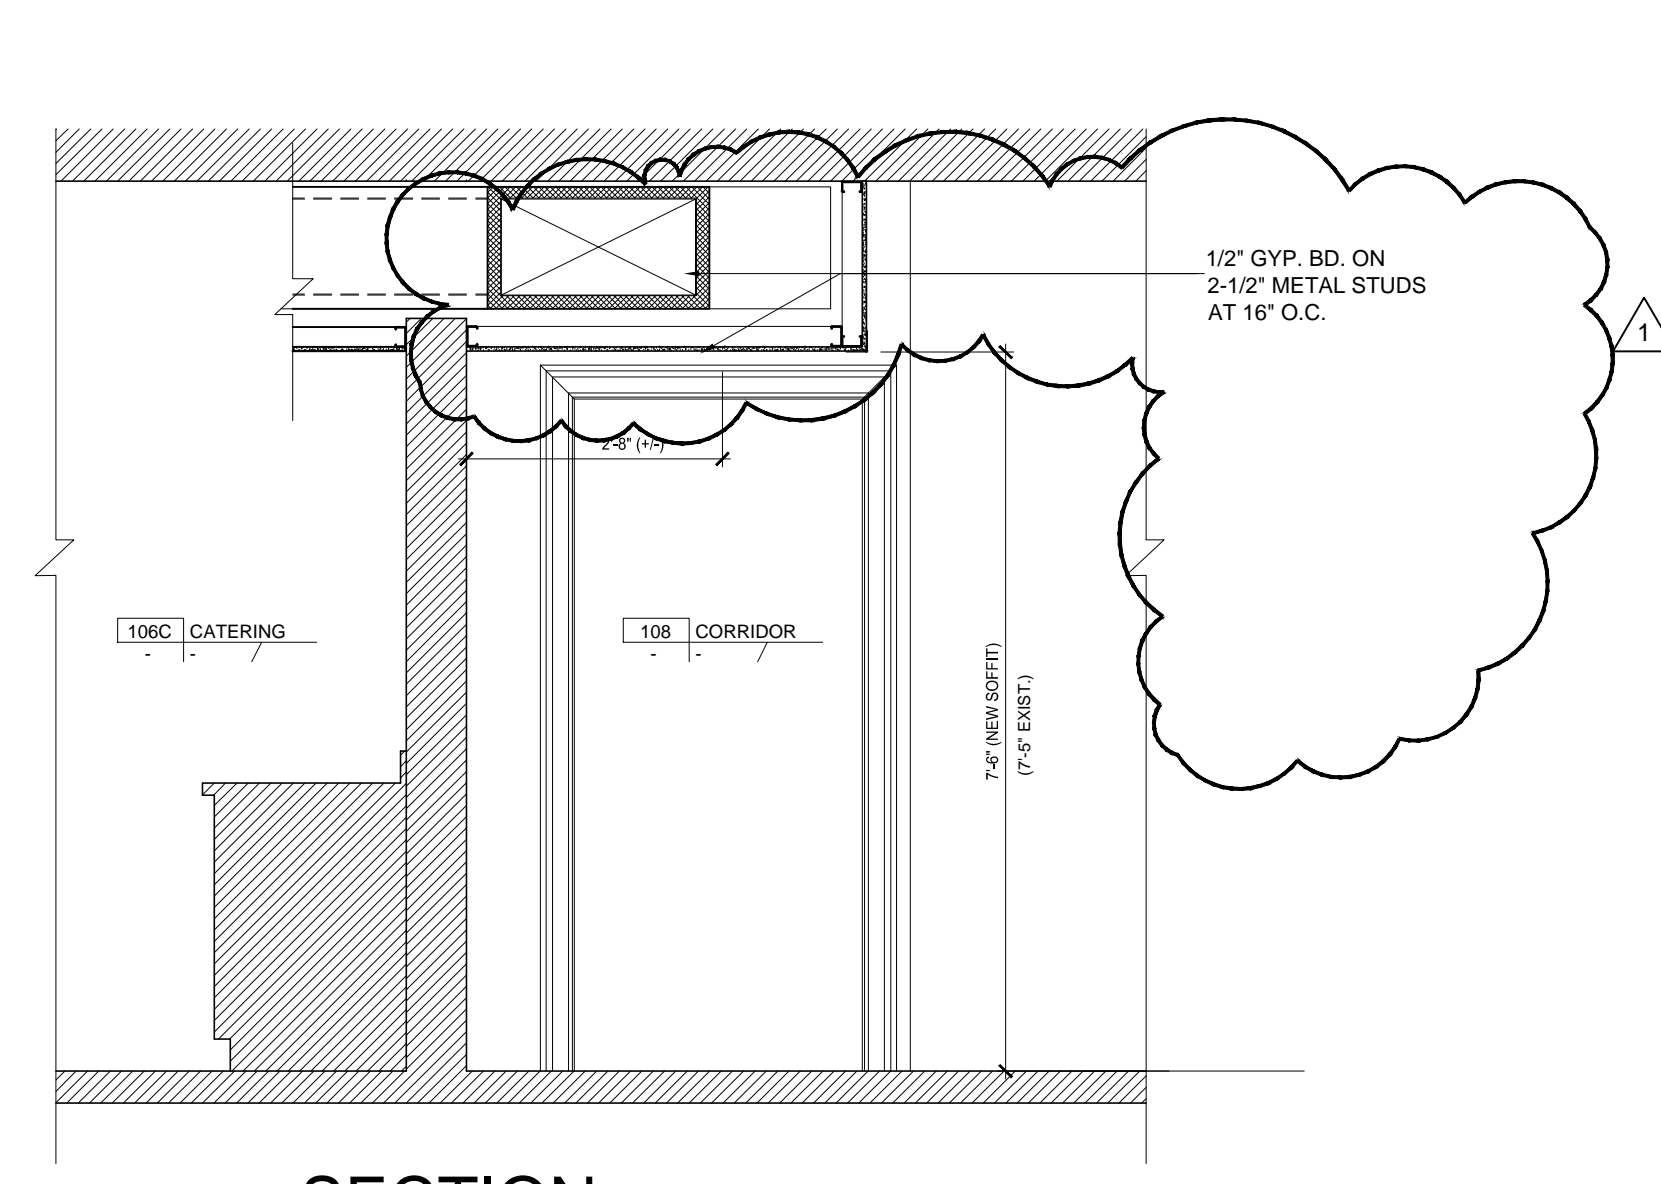 1/2" GYP. BD. ON
2-1/2" METAL STUDS
AT 16" O.C.
1
2'-8" (+/-)
106C CATERING
- -
108 CORRIDOR
- -
7'-6" (NEW SOFFIT)
(7'-5" EXIST.)
SECTION